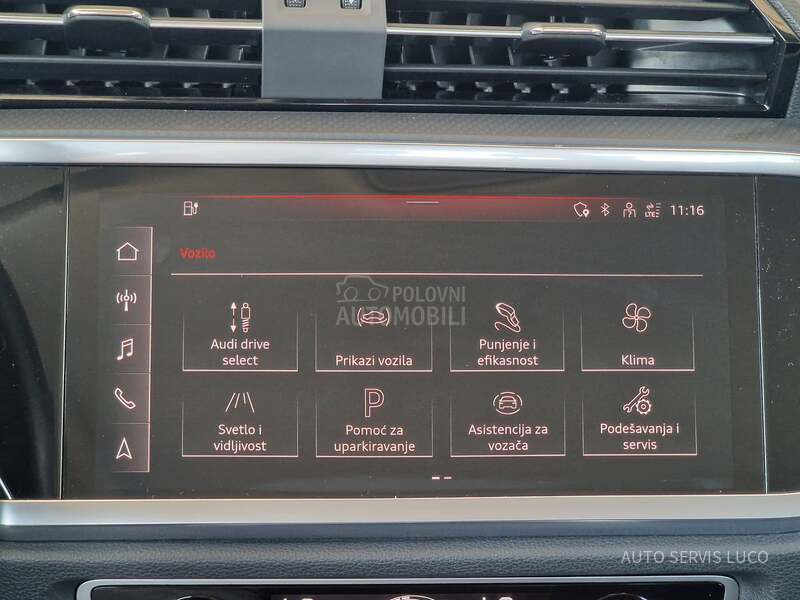 LTE 11:16
Vozilo
POLOVNI
AUTOMOBILI
Audi drive
select
Prikazi vozila
Punjenje i
efikasnost
Klima
Svetlo i
vidljivost
P
Pomoć za
uparkiravanje
Asistencija za
vozača
Podešavanja i
servis
AUTO SERVIS LUCO